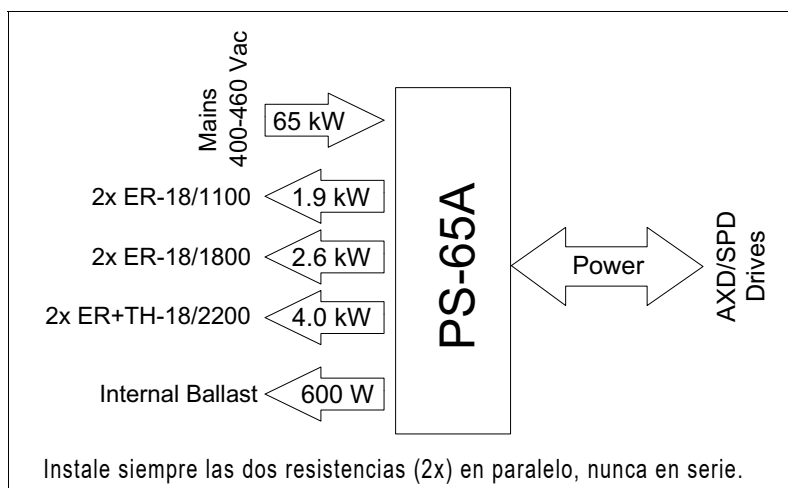 Mains
400-460 Vac
65 kW
2x ER-18/1100
1.9 kW
2x ER-18/1800
2.6 kW
2x ER+TH-18/2200
4.0 kW
Internal Ballast
600 W
PS-65A
Power
AXD/SPD
Drives
Instale siempre las dos resistencias (2x) en paralelo, nunca en serie.